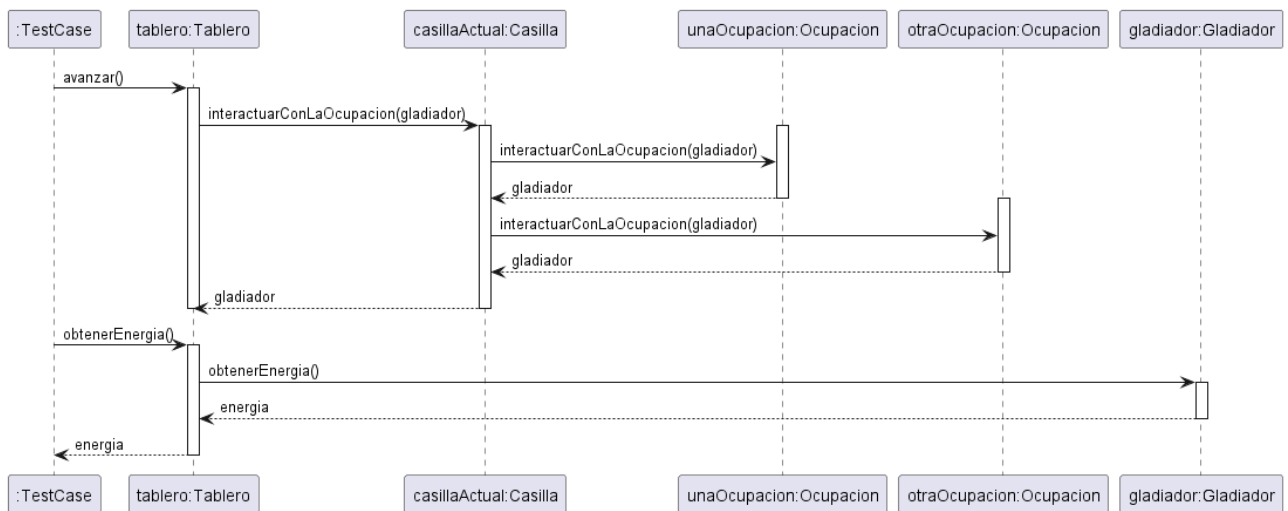 :TestCase
tablero:Tablero
casillaActual:Casilla
unaOcupacion:Ocupacion
otraOcupacion:Ocupacion
gladiador:Gladiador
avanzar()
interactuarConLaOcupacion(gladiador)
interactuarConLaOcupacion(gladiador)
gladiador
interactuarConLaOcupacion(gladiador)
gladiador
gladiador
obtenerEnergia()
obtenerEnergia()
energia
energia
:TestCase
tablero:Tablero
casillaActual:Casilla
unaOcupacion:Ocupacion
otraOcupacion:Ocupacion
gladiador:Gladiador